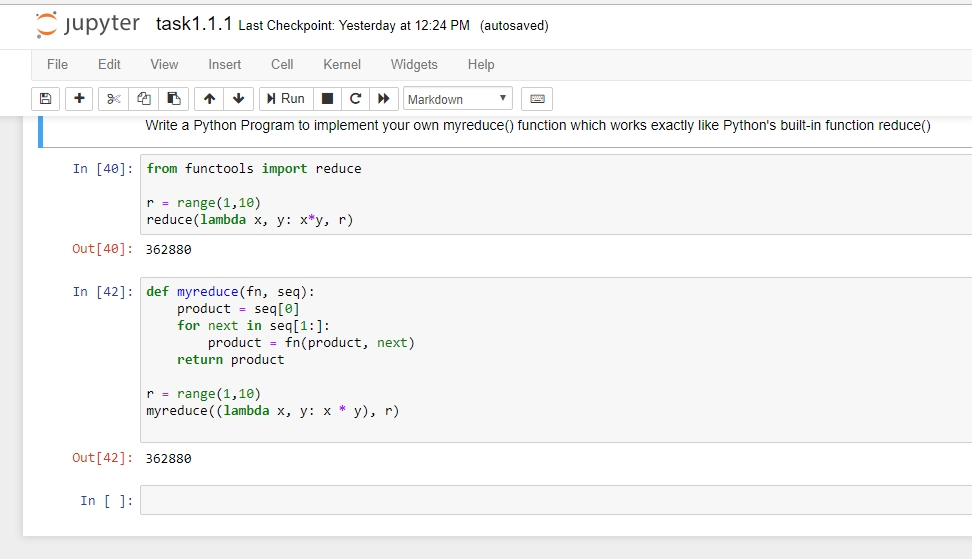 jupyter task1.1.1 Last Checkpoint: Yesterday at 12:24 PM (autosaved)
File Edit View Insert Cell Kernel Widgets Help
Run Markdown
Write a Python Program to implement your own myreduce() function which works exactly like Python's built-in function reduce()
In [40]: from functools import reduce
r = range(1,10)
reduce(lambda x, y: x*y, r)
Out[40]: 362880
In [42]: def myreduce(fn, seq):
    product = seq[0]
    for next in seq[1:]:
        product = fn(product, next)
    return product
r = range(1,10)
myreduce((lambda x, y: x * y), r)
Out[42]: 362880
In [ ]: